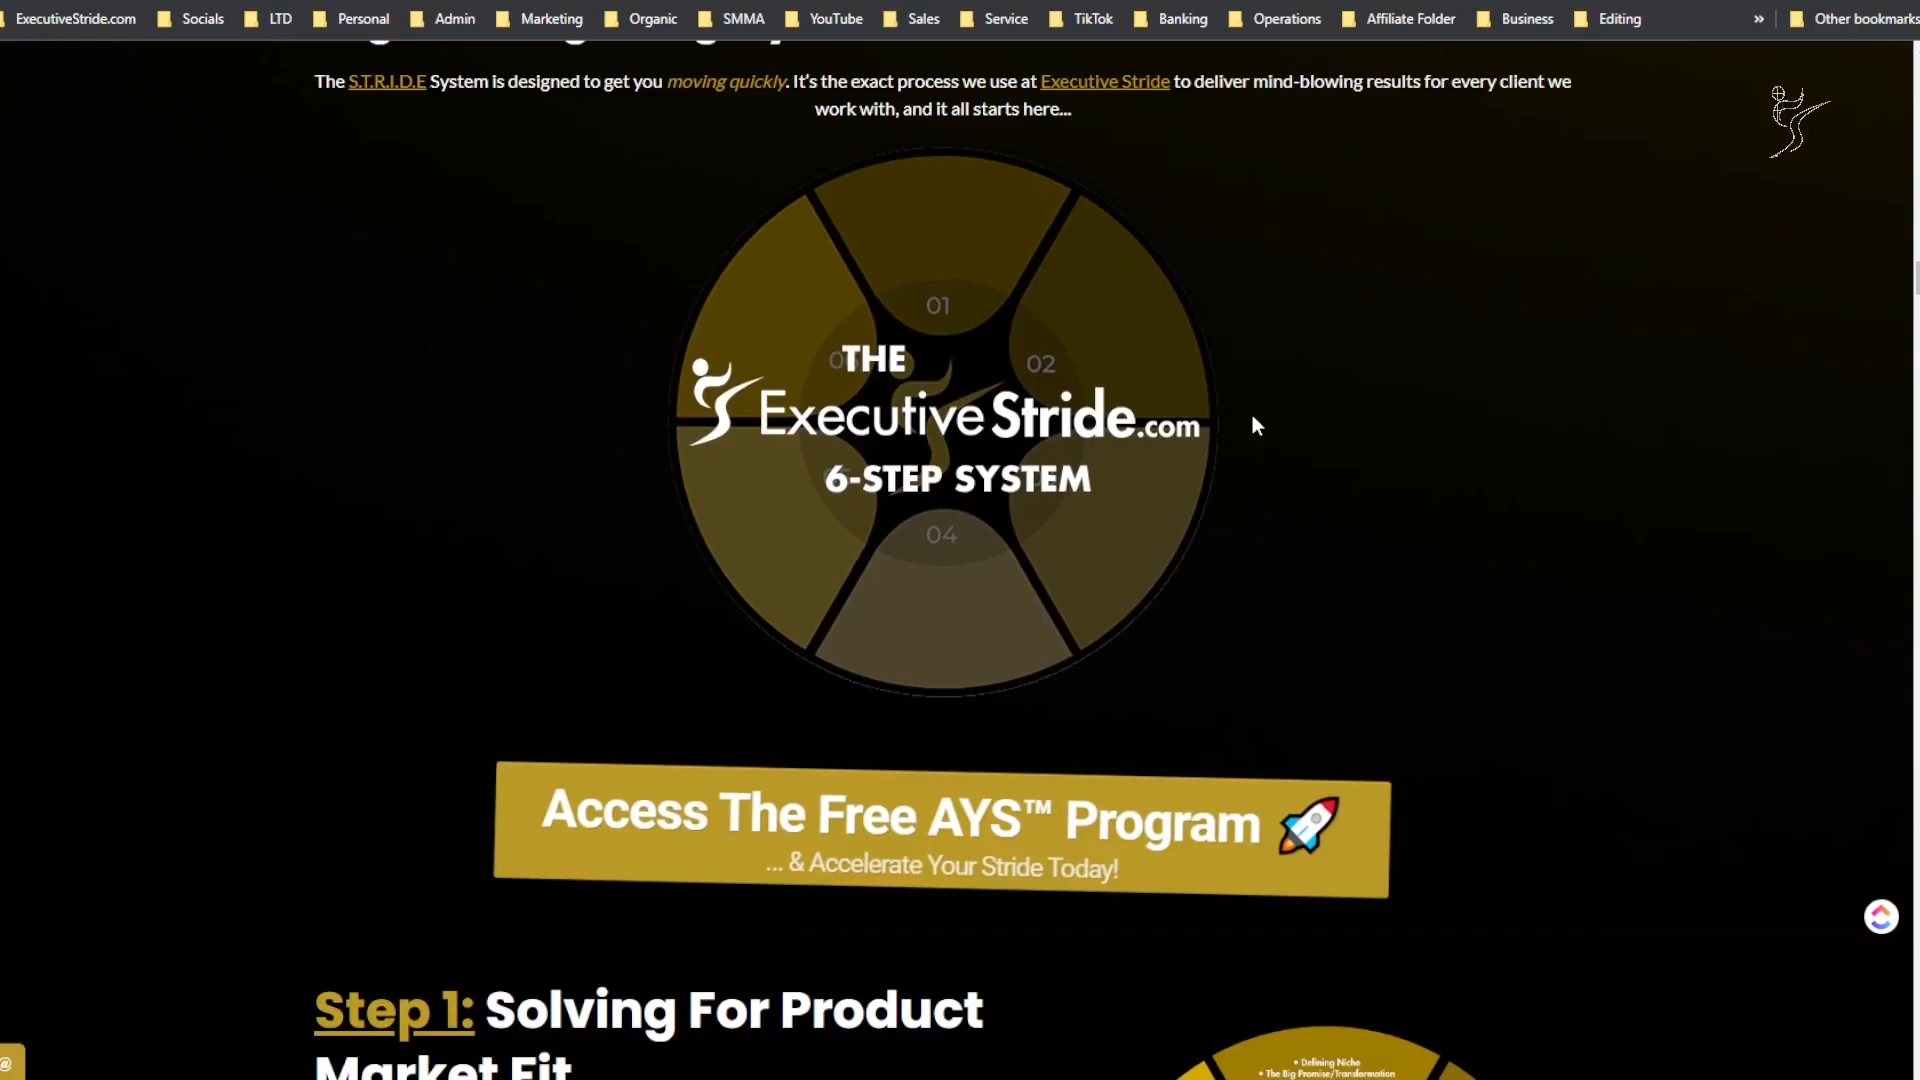 ExecutiveStride.com Socials LTD Personal Admin Marketing Organic SMMA YouTube Sales Service TikTok Banking Operations Affiliate Folder Business Editing » Other bookmarks
The S.T.R.I.D.E System is designed to get you moving quickly. It's the exact process we use at Executive Stride to deliver mind-blowing results for every client we
work with, and it all starts here...
01
02
THE
ExecutiveStride.com
6-STEP SYSTEM
04
Access The Free AYS™ Program 🚀
... & Accelerate Your Stride Today!
Step 1: Solving For Product
Market Fit
• Defining Niche
• The Big Promise/Transformation
@